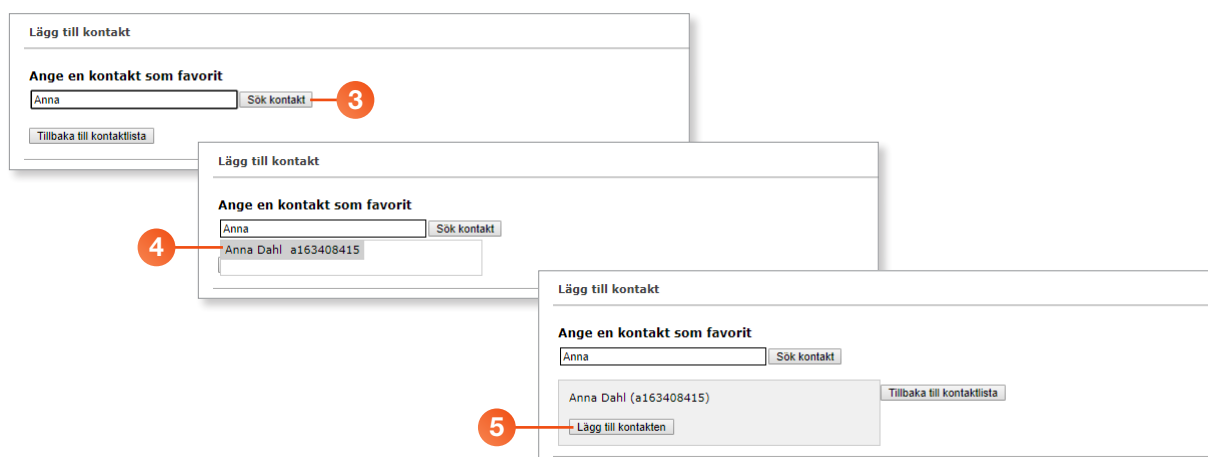 Lägg till kontakt
Ange en kontakt som favorit
Anna Sök kontakt 3
Tillbaka till kontaktlista
Lägg till kontakt
Ange en kontakt som favorit
Anna Sök kontakt
4 Anna Dahl a163408415
Lägg till kontakt
Ange en kontakt som favorit
Anna Sök kontakt
Anna Dahl (a163408415) Tillbaka till kontaktlista
5 Lägg till kontakten